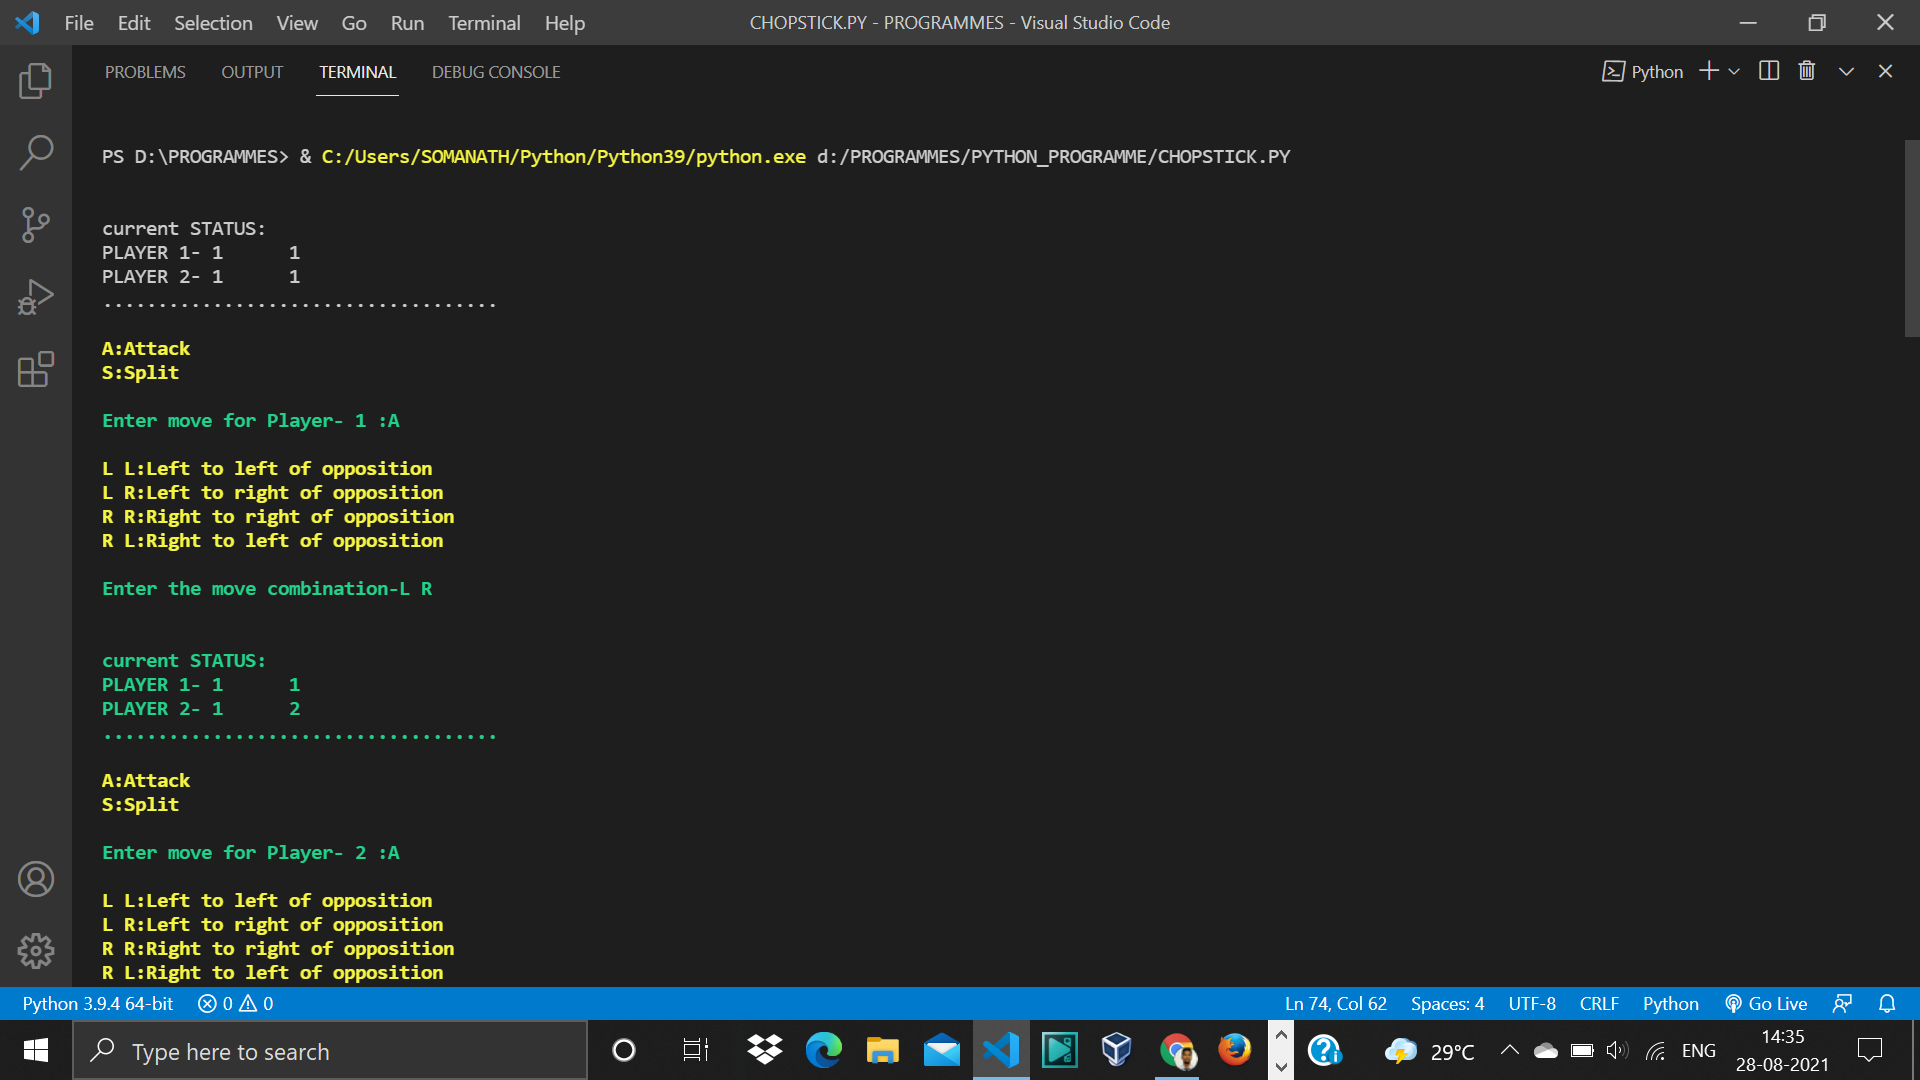 File Edit Selection View Go Run Terminal Help CHOPSTICK.PY - PROGRAMMES - Visual Studio Code
PROBLEMS OUTPUT TERMINAL DEBUG CONSOLE Python
PS D:\PROGRAMMES> & C:/Users/SOMANATH/Python/Python39/python.exe d:/PROGRAMMES/PYTHON_PROGRAMME/CHOPSTICK.PY
current STATUS:
PLAYER 1- 1 1
PLAYER 2- 1 1
....................................
A:Attack
S:Split
Enter move for Player- 1 :A
L L:Left to left of opposition
L R:Left to right of opposition
R R:Right to right of opposition
R L:Right to left of opposition
Enter the move combination-L R
current STATUS:
PLAYER 1- 1 1
PLAYER 2- 1 2
....................................
A:Attack
S:Split
Enter move for Player- 2 :A
L L:Left to left of opposition
L R:Left to right of opposition
R R:Right to right of opposition
R L:Right to left of opposition
Python 3.9.4 64-bit 0 0 Ln 74, Col 62 Spaces: 4 UTF-8 CRLF Python Go Live
Type here to search 29°C ENG 14:35
28-08-2021